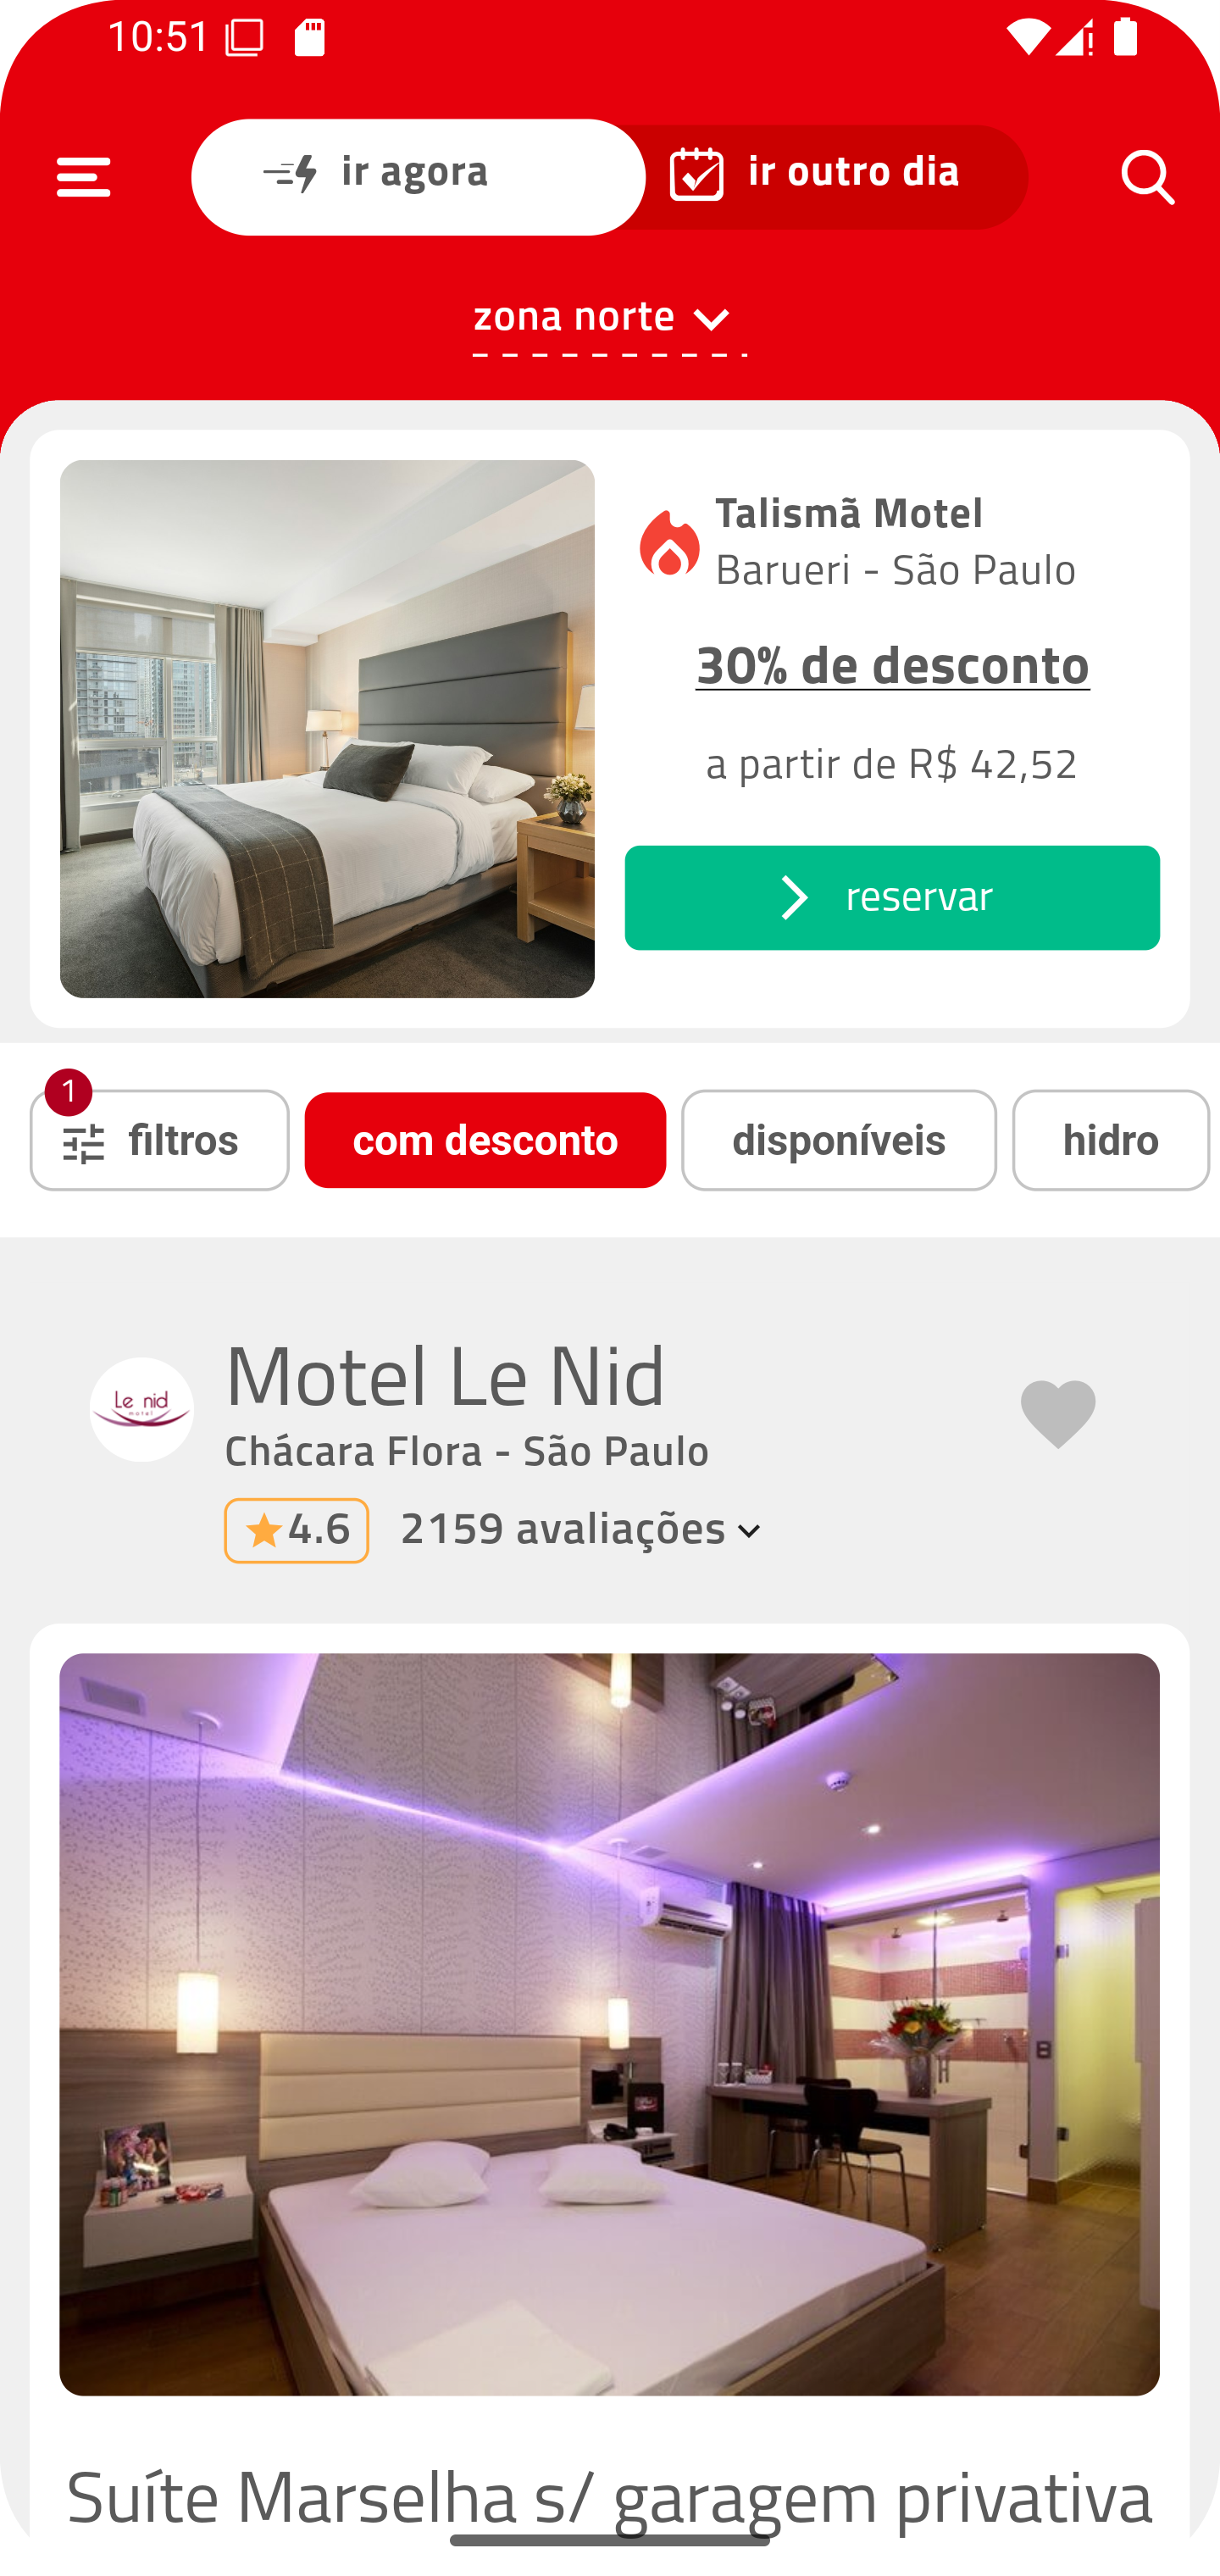 10:51
ir agora
ir outro dia
zona norte
Talismã Motel
Barueri - São Paulo
30% de desconto
a partir de R$ 42,52
reservar
1
filtros
com desconto
disponíveis
hidro
Le nid
motel
Motel Le Nid
Chácara Flora - São Paulo
4.6
2159 avaliações
Suíte Marselha s/ garagem privativa